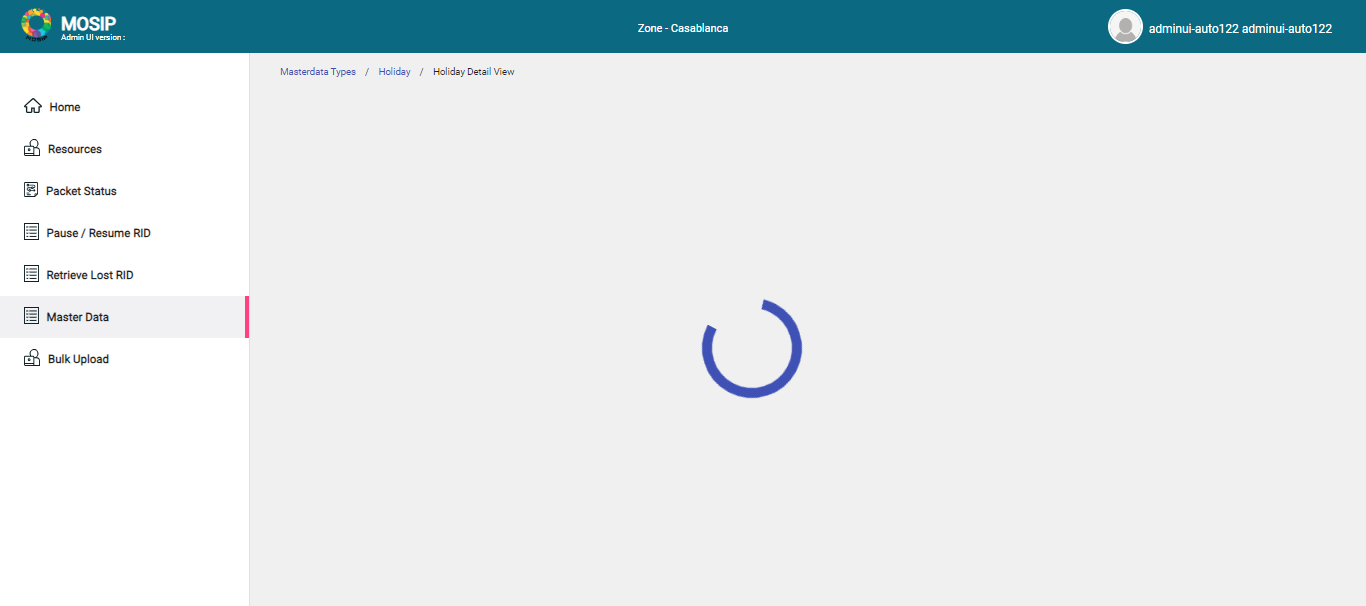 MOSIP
Admin UI version :
Zone - Casablanca
adminui-auto122 adminui-auto122
Masterdata Types / Holiday / Holiday Detail View
Home
Resources
Packet Status
Pause / Resume RID
Retrieve Lost RID
Master Data
Bulk Upload